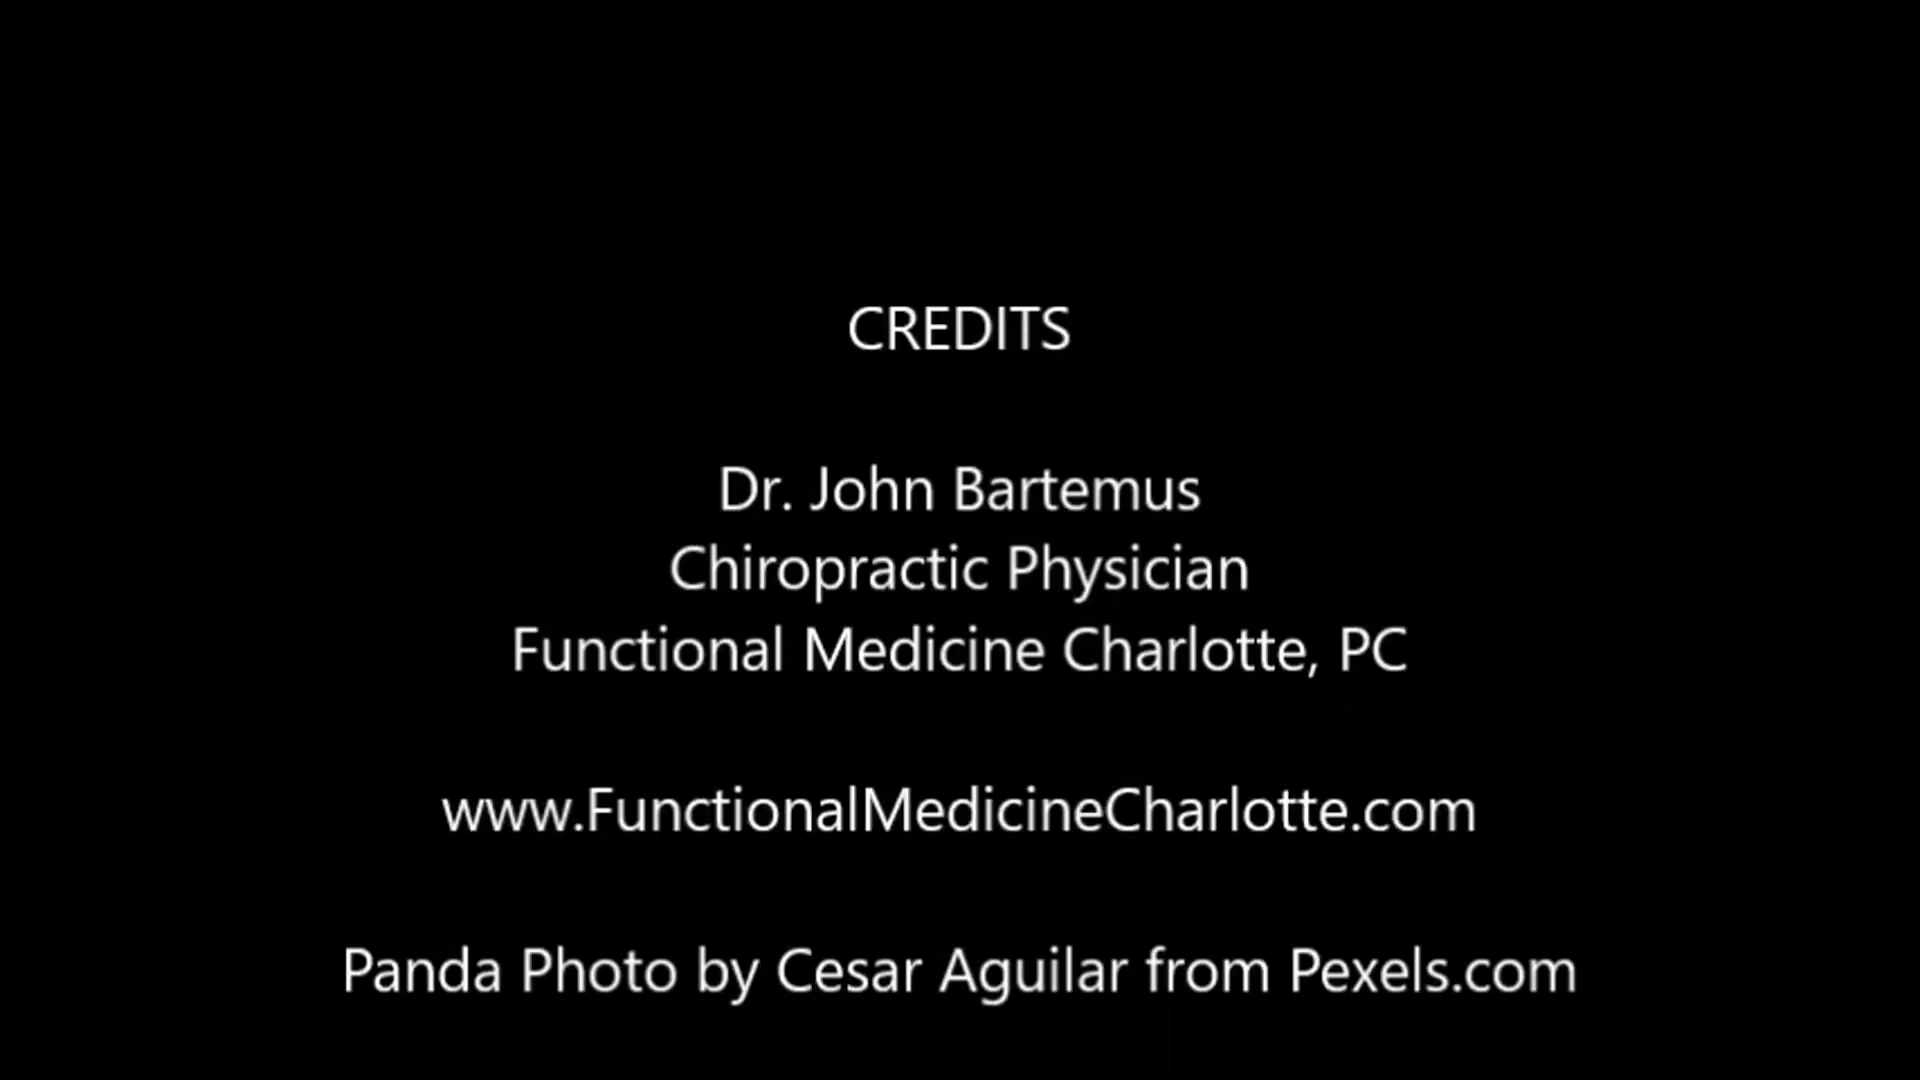 CREDITS
Dr. John Bartemus
Chiropractic Physician
Functional Medicine Charlotte, PC
www.FunctionalMedicineCharlotte.com
Panda Photo by Cesar Aguilar from Pexels.com